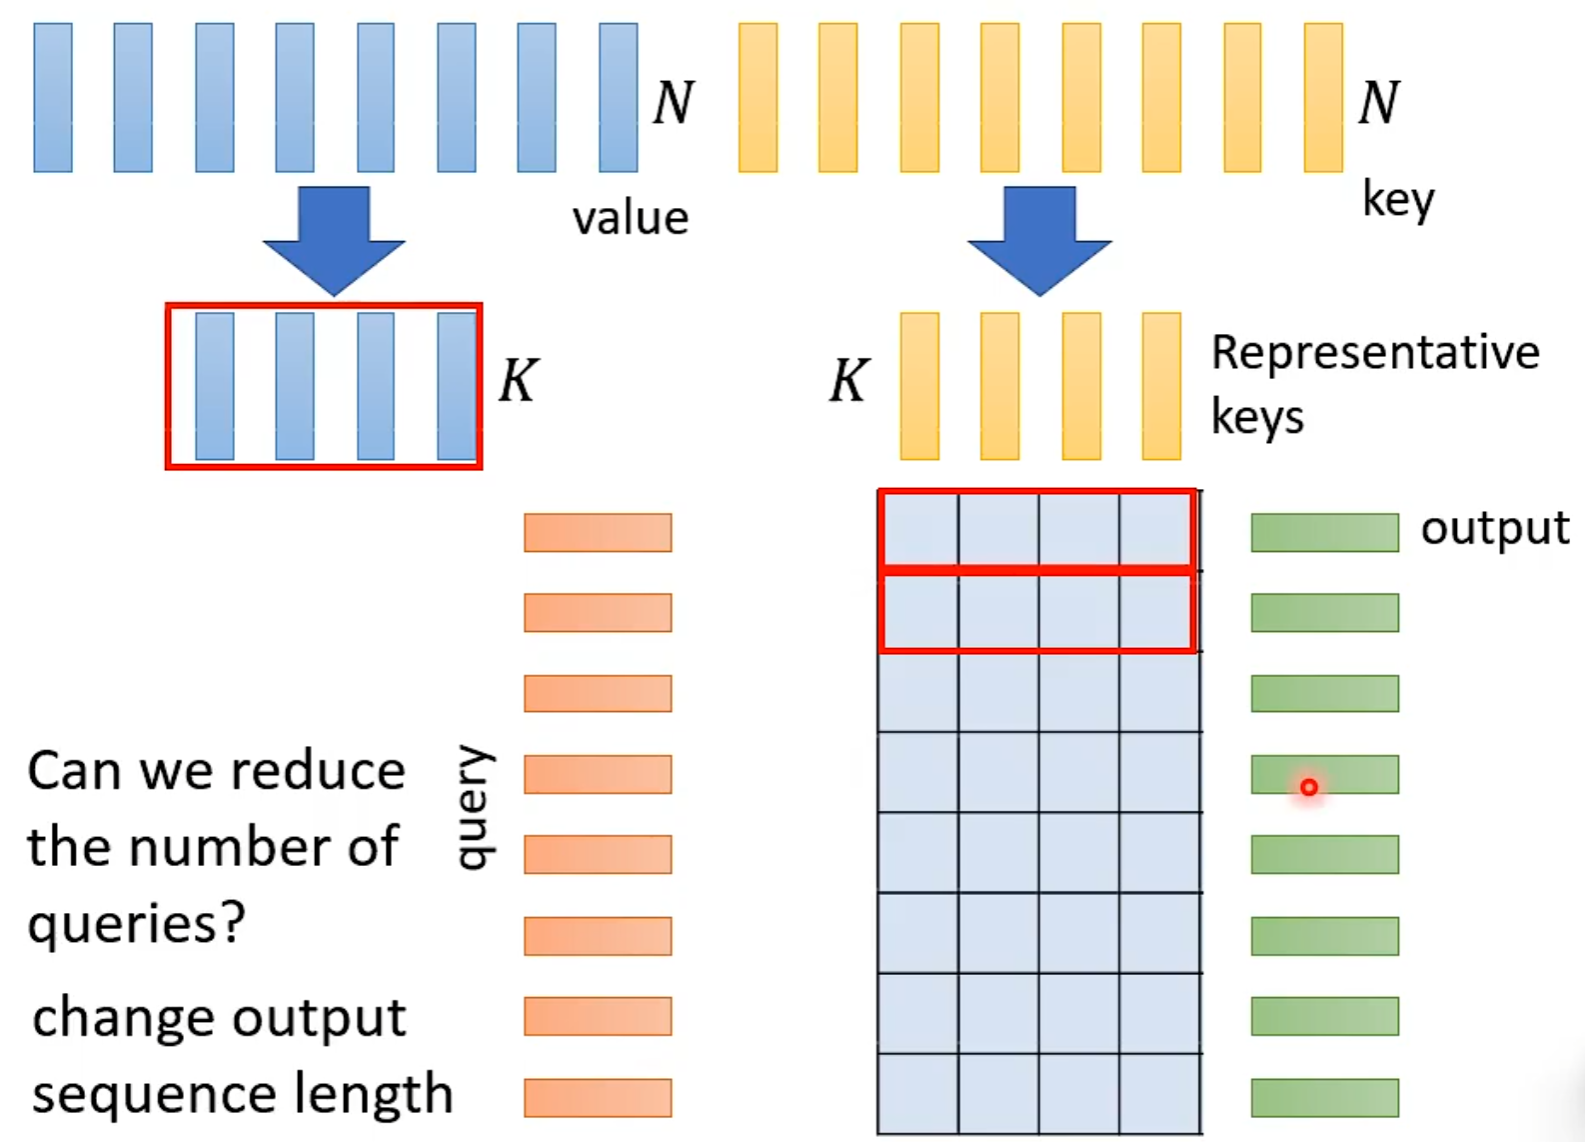 N
N
value
key
K
K
Representative
keys
output
query
Can we reduce
the number of
queries?
change output
sequence length